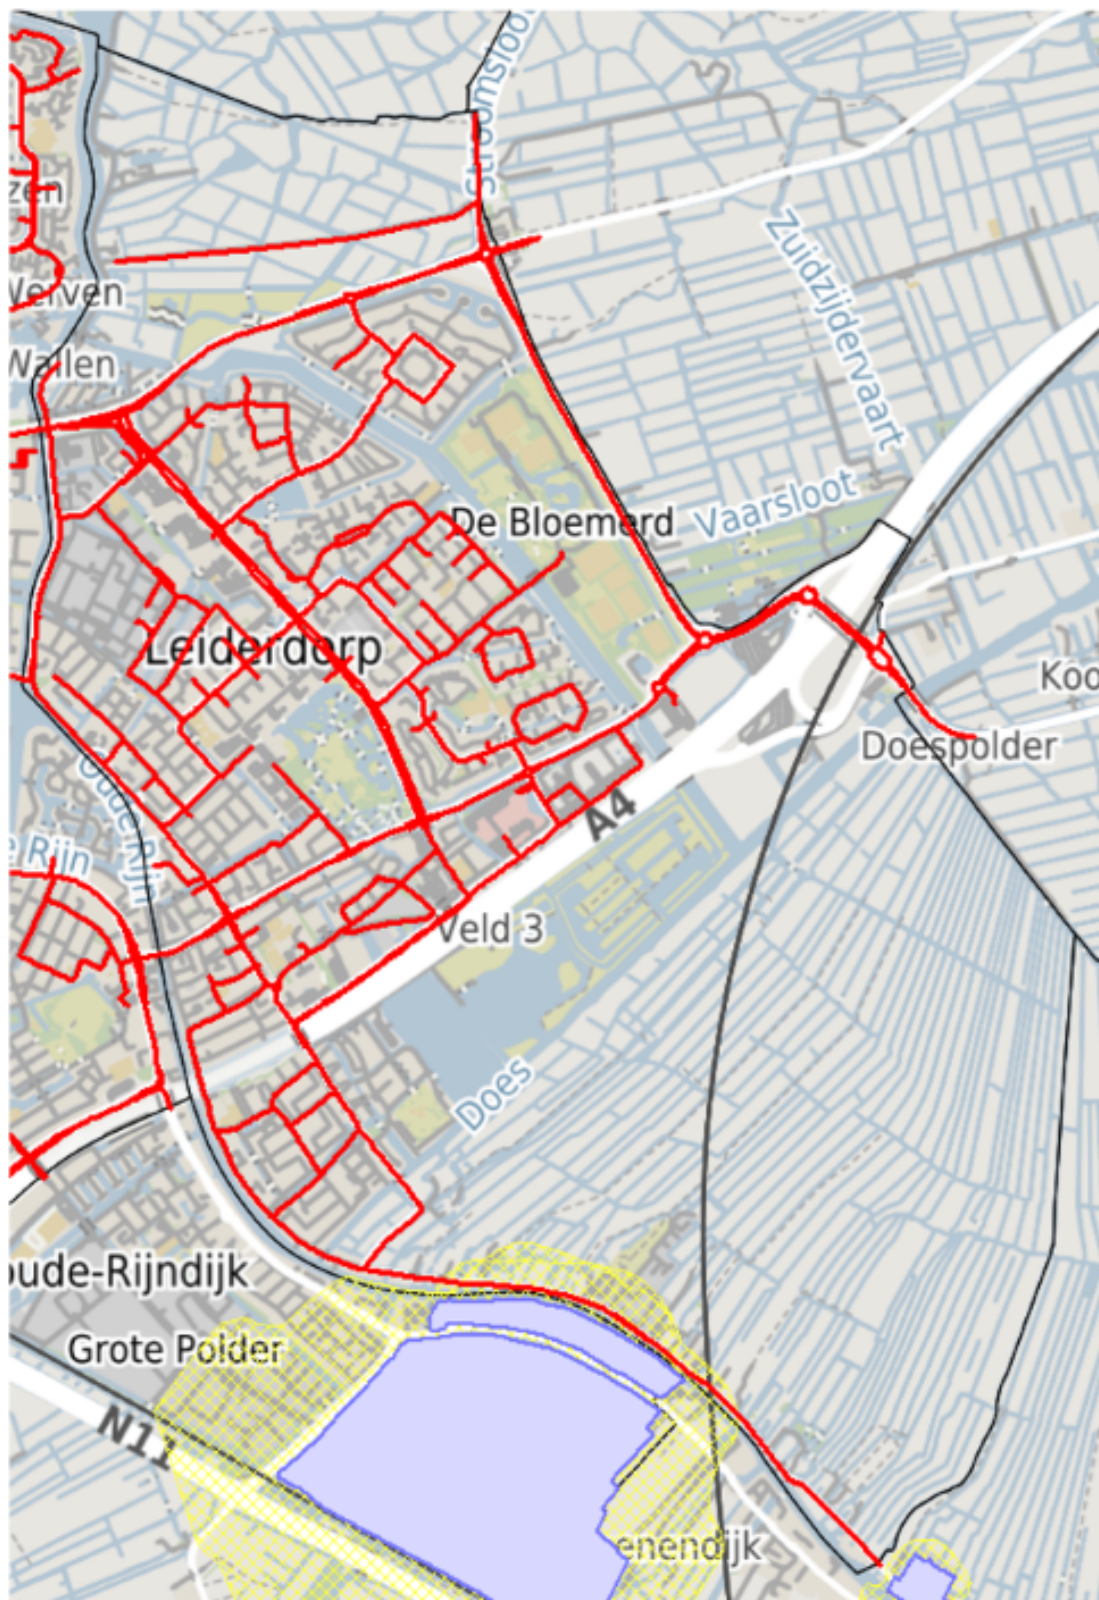 Stroomsloot
zen
Zuidzijdervaart
Werven
Wallen
De Bloemerd
Vaarsloot
Leiderdorp
Koo
Doespolder
Oude Rijn
A4
e Rijn
Veld 3
Does
oude-Rijndijk
Grote Polder
N11
enendijk